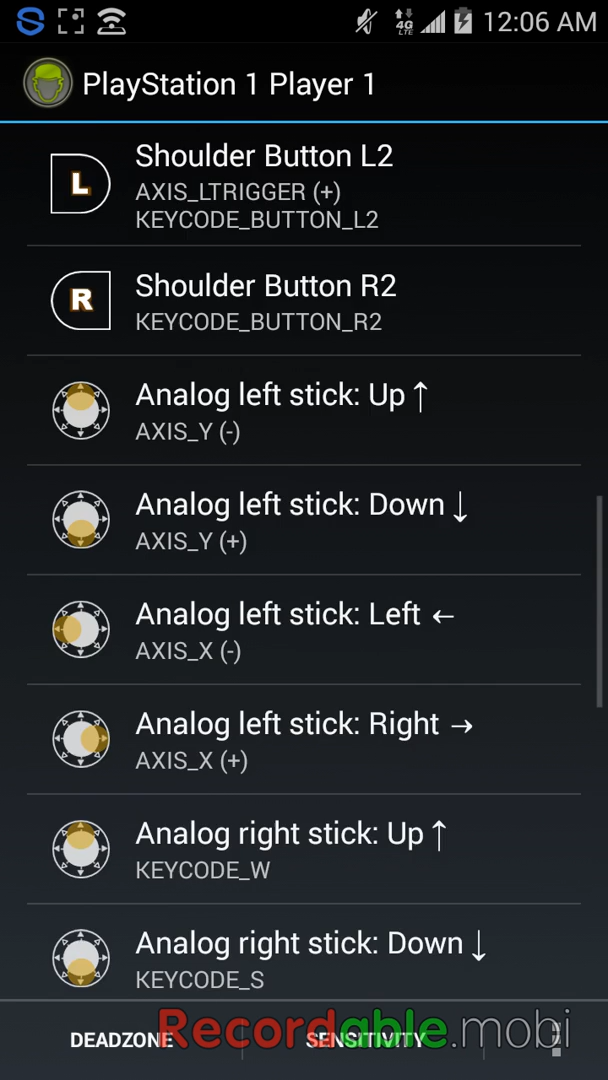 4G
LTE
12:06 AM
PlayStation 1 Player 1
L
Shoulder Button L2
AXIS_LTRIGGER (+)
KEYCODE_BUTTON_L2
R
Shoulder Button R2
KEYCODE_BUTTON_R2
Analog left stick: Up ↑
AXIS_Y (-)
Analog left stick: Down ↓
AXIS_Y (+)
Analog left stick: Left ←
AXIS_X (-)
Analog left stick: Right →
AXIS_X (+)
Analog right stick: Up ↑
KEYCODE_W
Analog right stick: Down ↓
KEYCODE_S
Recordable.mobi
DEADZONE SENSITIVITY